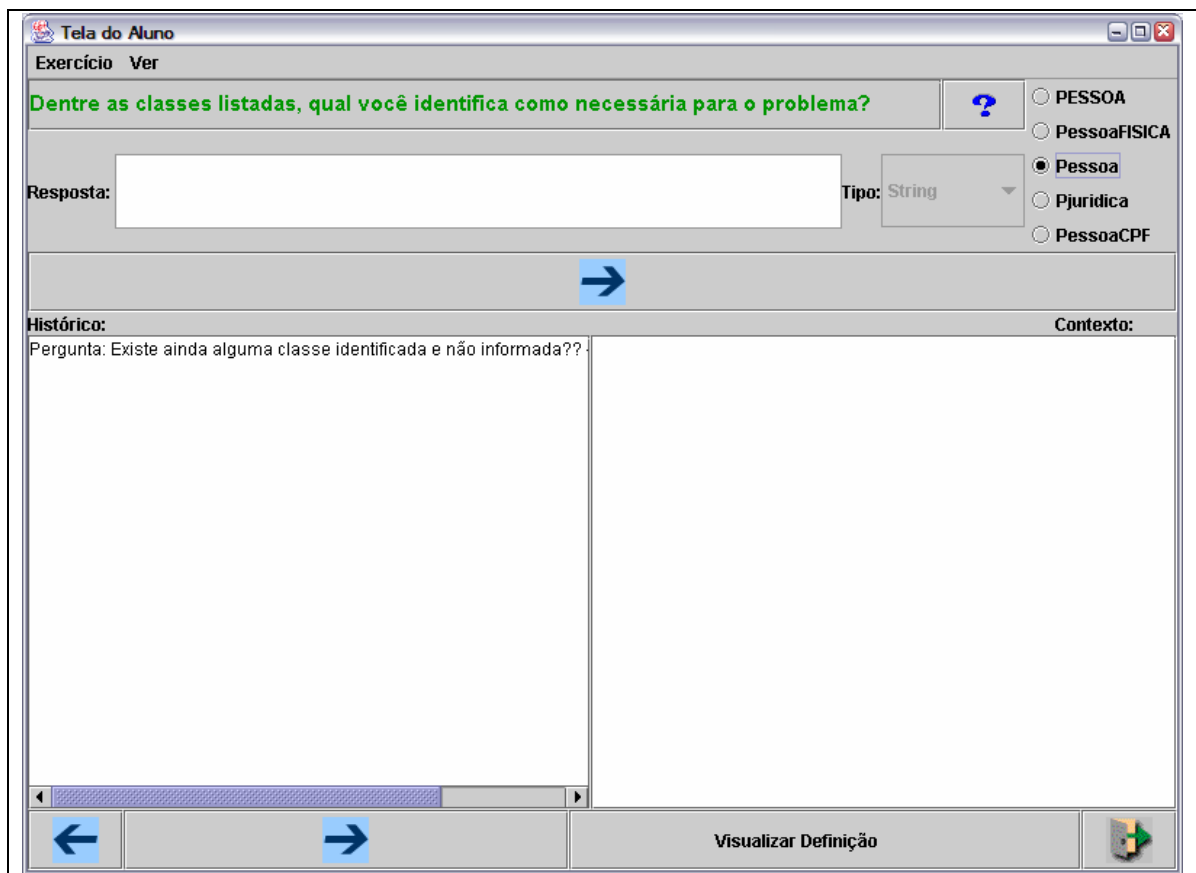 Tela do Aluno
Exercício Ver
Dentre as classes listadas, qual você identifica como necessária para o problema?
?
PESSOA
PessoaFISICA
Pessoa
Pjuridica
PessoaCPF
Resposta:
Tipo: String
Histórico:
Contexto:
Pergunta: Existe ainda alguma classe identificada e não informada?? -
Visualizar Definição